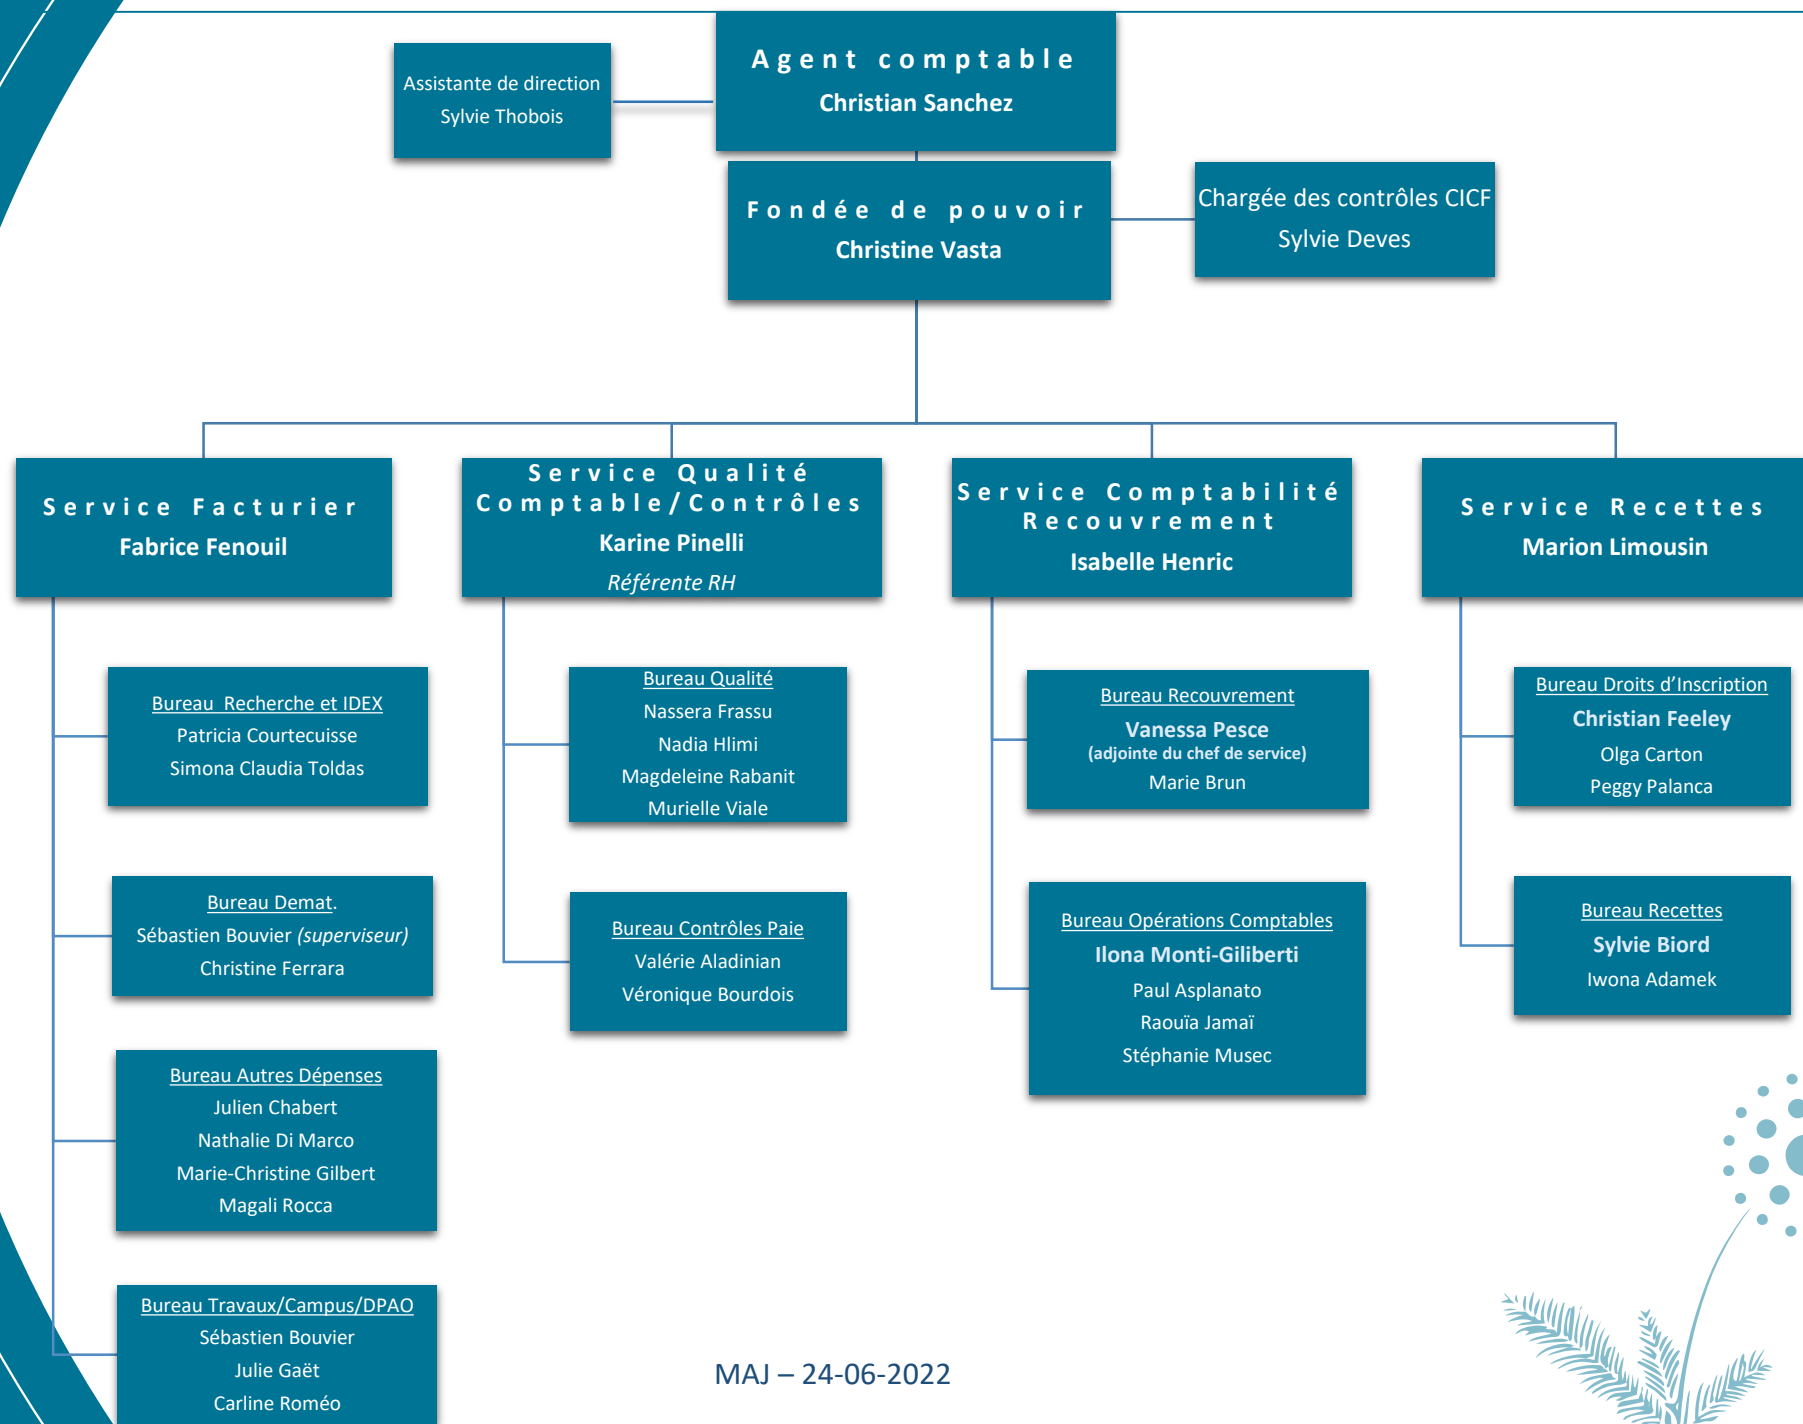 Agent comptable
Christian Sanchez
Assistante de direction
Sylvie Thobois
Fondée de pouvoir
Christine Vasta
Chargée des contrôles CICF
Sylvie Deves
Service Facturier
Fabrice Fenouil
Service Qualité
Comptable/Contrôles
Karine Pinelli
Référente RH
Service Comptabilité
Recouvrement
Isabelle Henric
Service Recettes
Marion Limousin
Bureau Recherche et IDEX
Patricia Courtecuisse
Simona Claudia Toldas
Bureau Demat.
Sébastien Bouvier (superviseur)
Christine Ferrara
Bureau Autres Dépenses
Julien Chabert
Nathalie Di Marco
Marie-Christine Gilbert
Magali Rocca
Bureau Travaux/Campus/DPAO
Sébastien Bouvier
Julie Gaët
Carline Roméo
Bureau Qualité
Nassera Frassu
Nadia Hlimi
Magdeleine Rabanit
Murielle Viale
Bureau Contrôles Paie
Valérie Aladinian
Véronique Bourdois
Bureau Recouvrement
Vanessa Pesce
(adjointe du chef de service)
Marie Brun
Bureau Opérations Comptables
Ilona Monti-Giliberti
Paul Asplanato
Raouïa Jamaï
Stéphanie Musec
Bureau Droits d’Inscription
Christian Feeley
Olga Carton
Peggy Palanca
Bureau Recettes
Sylvie Biord
Iwona Adamek
MAJ – 24-06-2022